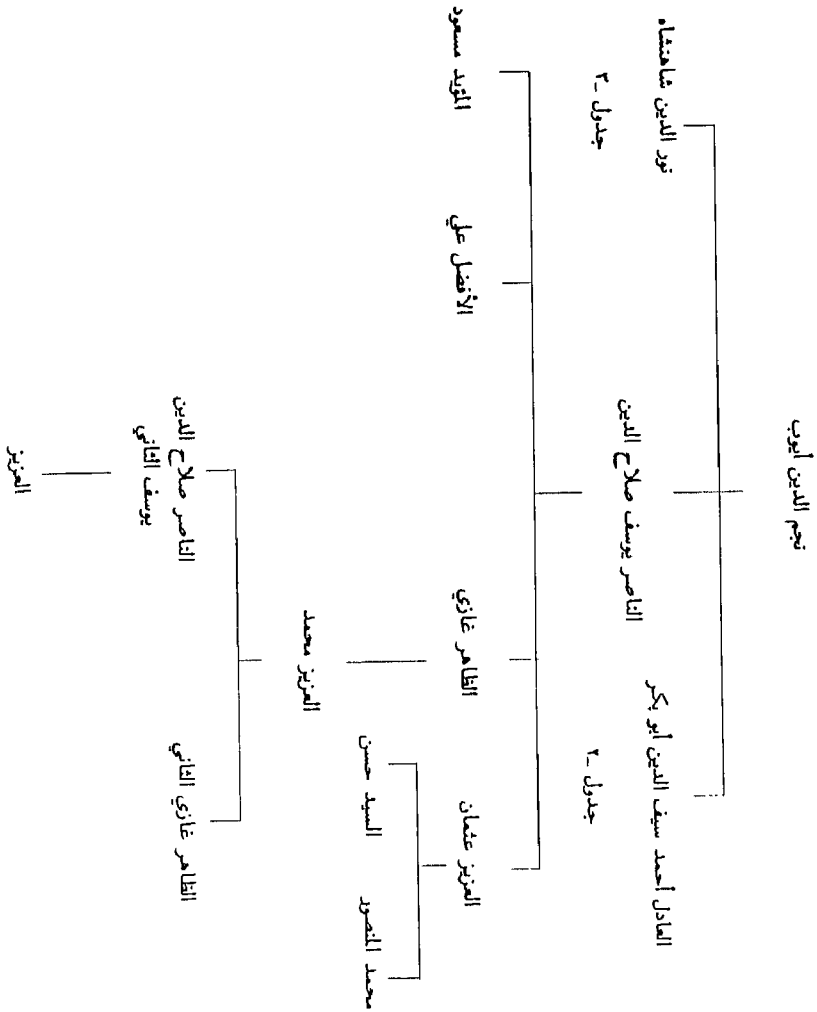 نجم الدين أيوب
العادل أحمد سيف الدين أبو بكر
جدول -٢
الناصر يوسف صلاح الدين
نور الدين شاهنشاه
جدول -٣
العزيز عثمان
الظاهر غازي
الأفضل علي
المؤيد مسعود
محمد المنصور
السيد حسن
العزيز محمد
الظاهر غازي الثاني
الناصر صلاح الدين
يوسف الثاني
العزيز